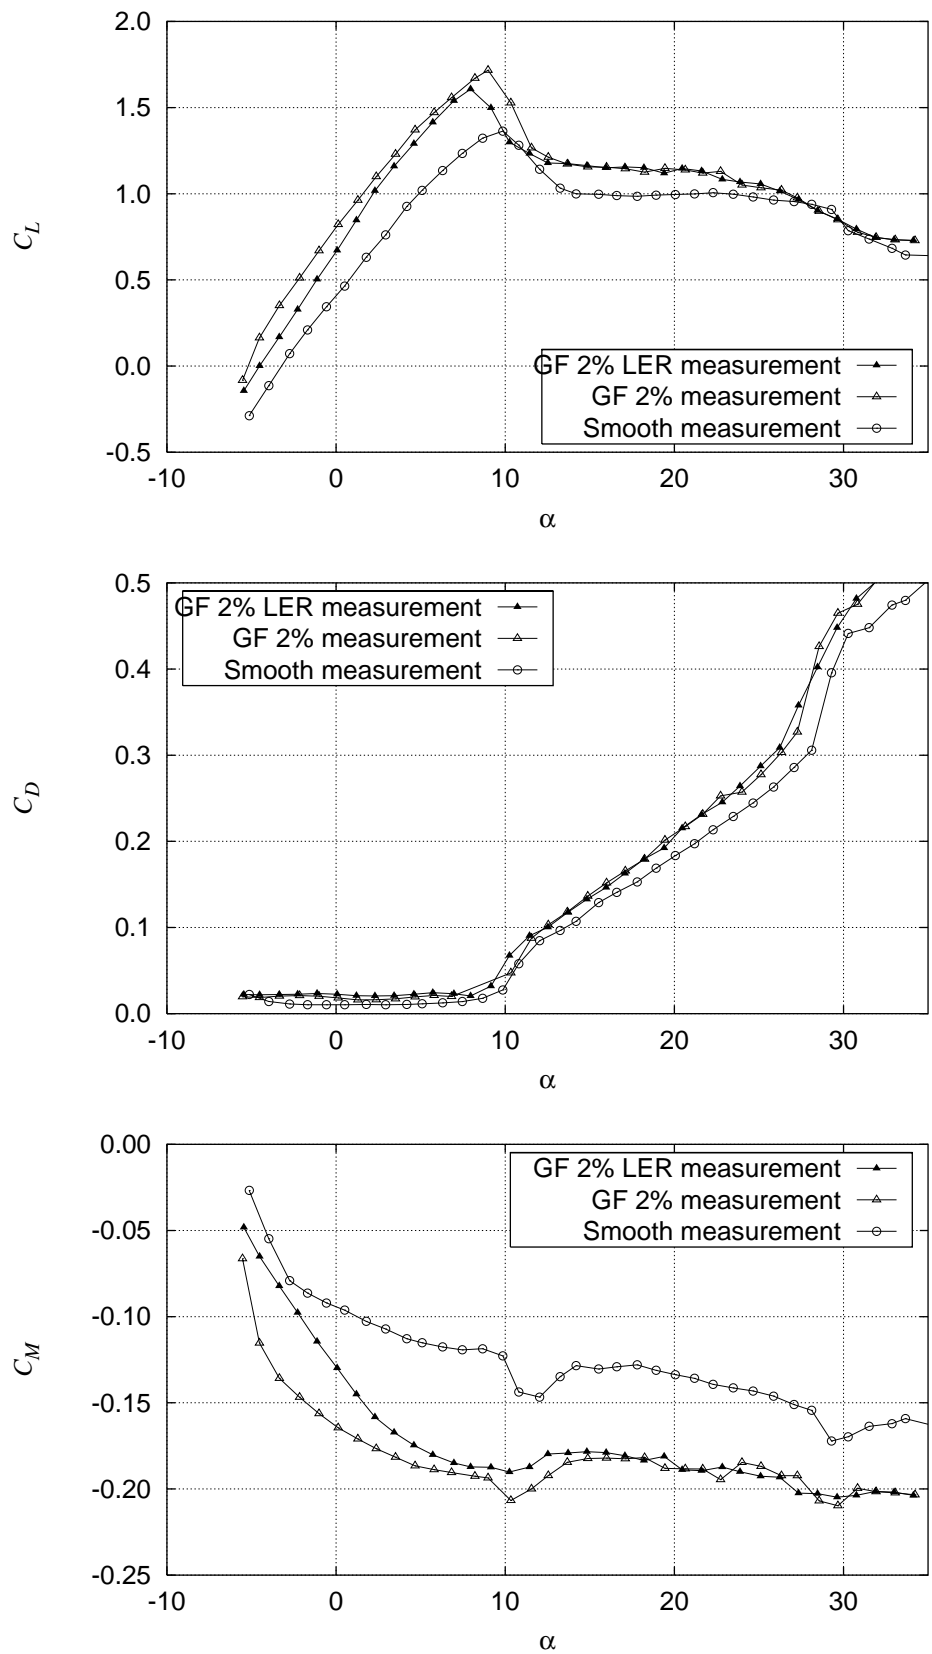 2.0
1.5
1.0
0.5
0.0
-0.5
C_L
GF 2% LER measurement
GF 2% measurement
Smooth measurement
-10 0 10 20 30
α
0.5
0.4
0.3
0.2
0.1
0.0
C_D
GF 2% LER measurement
GF 2% measurement
Smooth measurement
-10 0 10 20 30
α
0.00
-0.05
-0.10
-0.15
-0.20
-0.25
C_M
GF 2% LER measurement
GF 2% measurement
Smooth measurement
-10 0 10 20 30
α